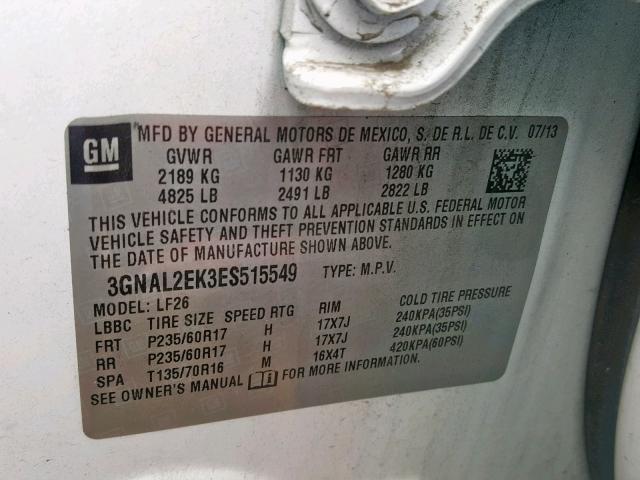 GM
MFD BY GENERAL MOTORS DE MEXICO, S. DE R.L. DE C.V. 07/13
GVWR GAWR FRT GAWR RR
2189 KG 1130 KG 1280 KG
4825 LB 2491 LB 2822 LB
THIS VEHICLE CONFORMS TO ALL APPLICABLE U.S. FEDERAL MOTOR
VEHICLE SAFETY AND THEFT PREVENTION STANDARDS IN EFFECT ON
THE DATE OF MANUFACTURE SHOWN ABOVE.
3GNAL2EK3ES515549 TYPE: M.P.V.
MODEL: LF26
LBBC TIRE SIZE SPEED RTG RIM COLD TIRE PRESSURE
FRT P235/60R17 H 17X7J 240KPA(35PSI)
RR P235/60R17 H 17X7J 240KPA(35PSI)
SPA T135/70R16 M 16X4T 420KPA(60PSI)
SEE OWNER'S MANUAL FOR MORE INFORMATION.